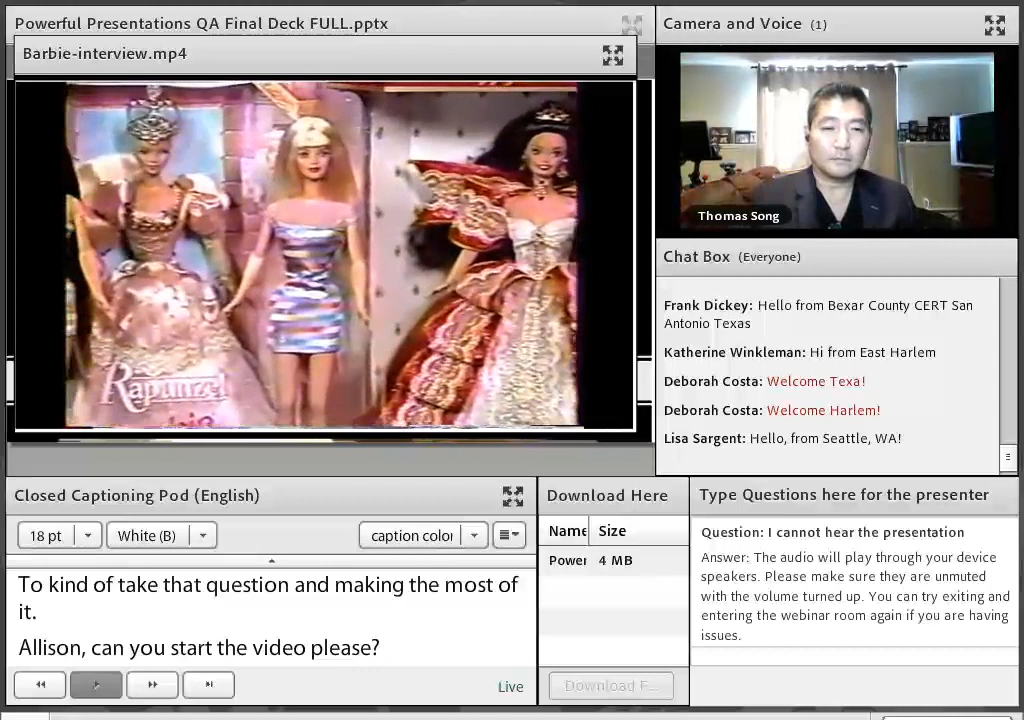 Powerful Presentations QA Final Deck FULL.pptx
Barbie-interview.mp4
Rapunzel
Camera and Voice (1)
Thomas Song
Chat Box (Everyone)
Frank Dickey: Hello from Bexar County CERT San
Antonio Texas
Katherine Winkleman: Hi from East Harlem
Deborah Costa: Welcome Texa!
Deborah Costa: Welcome Harlem!
Lisa Sargent: Hello, from Seattle, WA!
Closed Captioning Pod (English)
18 pt
White (B)
caption color
To kind of take that question and making the most of
it.
Allison, can you start the video please?
Live
Download Here
Name Size
Power 4 MB
Download F...
Type Questions here for the presenter
Question: I cannot hear the presentation
Answer: The audio will play through your device
speakers. Please make sure they are unmuted
with the volume turned up. You can try exiting and
entering the webinar room again if you are having
issues.